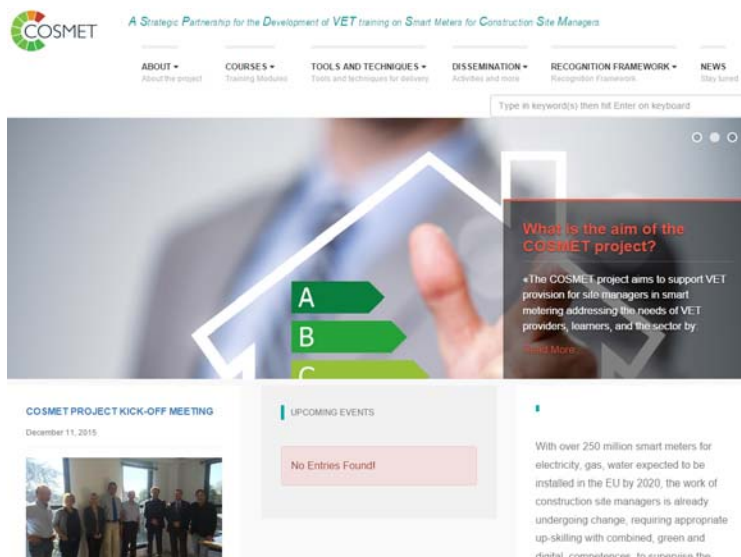 COSMET
A Strategic Partnership for the Development of VET training on Smart Meters for Construction Site Managers
ABOUT
About the project
COURSES
Training Modules
TOOLS AND TECHNIQUES
Tools and techniques for delivery
DISSEMINATION
Activities and more
RECOGNITION FRAMEWORK
Recognition Framework
NEWS
Stay tuned
Type in keyword(s) then hit Enter on keyboard
What is the aim of the
COSMET project?
«The COSMET project aims to support VET
provision for site managers in smart
metering addressing the needs of VET
providers, learners, and the sector by:
Read More
A
B
C
COSMET PROJECT KICK-OFF MEETING
December 11, 2015
UPCOMING EVENTS
No Entries Found!
With over 250 million smart meters for
electricity, gas, water expected to be
installed in the EU by 2020, the work of
construction site managers is already
undergoing change, requiring appropriate
up-skilling with combined, green and
digital competences, to supervise the